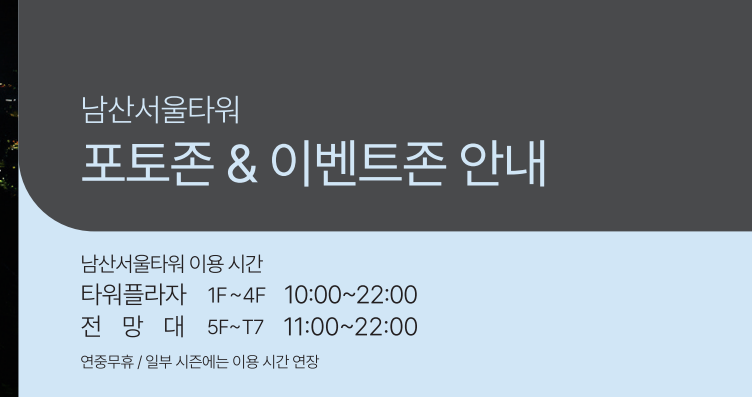 남산서울타워
포토존 & 이벤트존 안내
남산서울타워 이용 시간
타워플라자 1F~4F 10:00~22:00
전 망 대 5F~T7 11:00~22:00
연중무휴 / 일부 시즌에는 이용 시간 연장